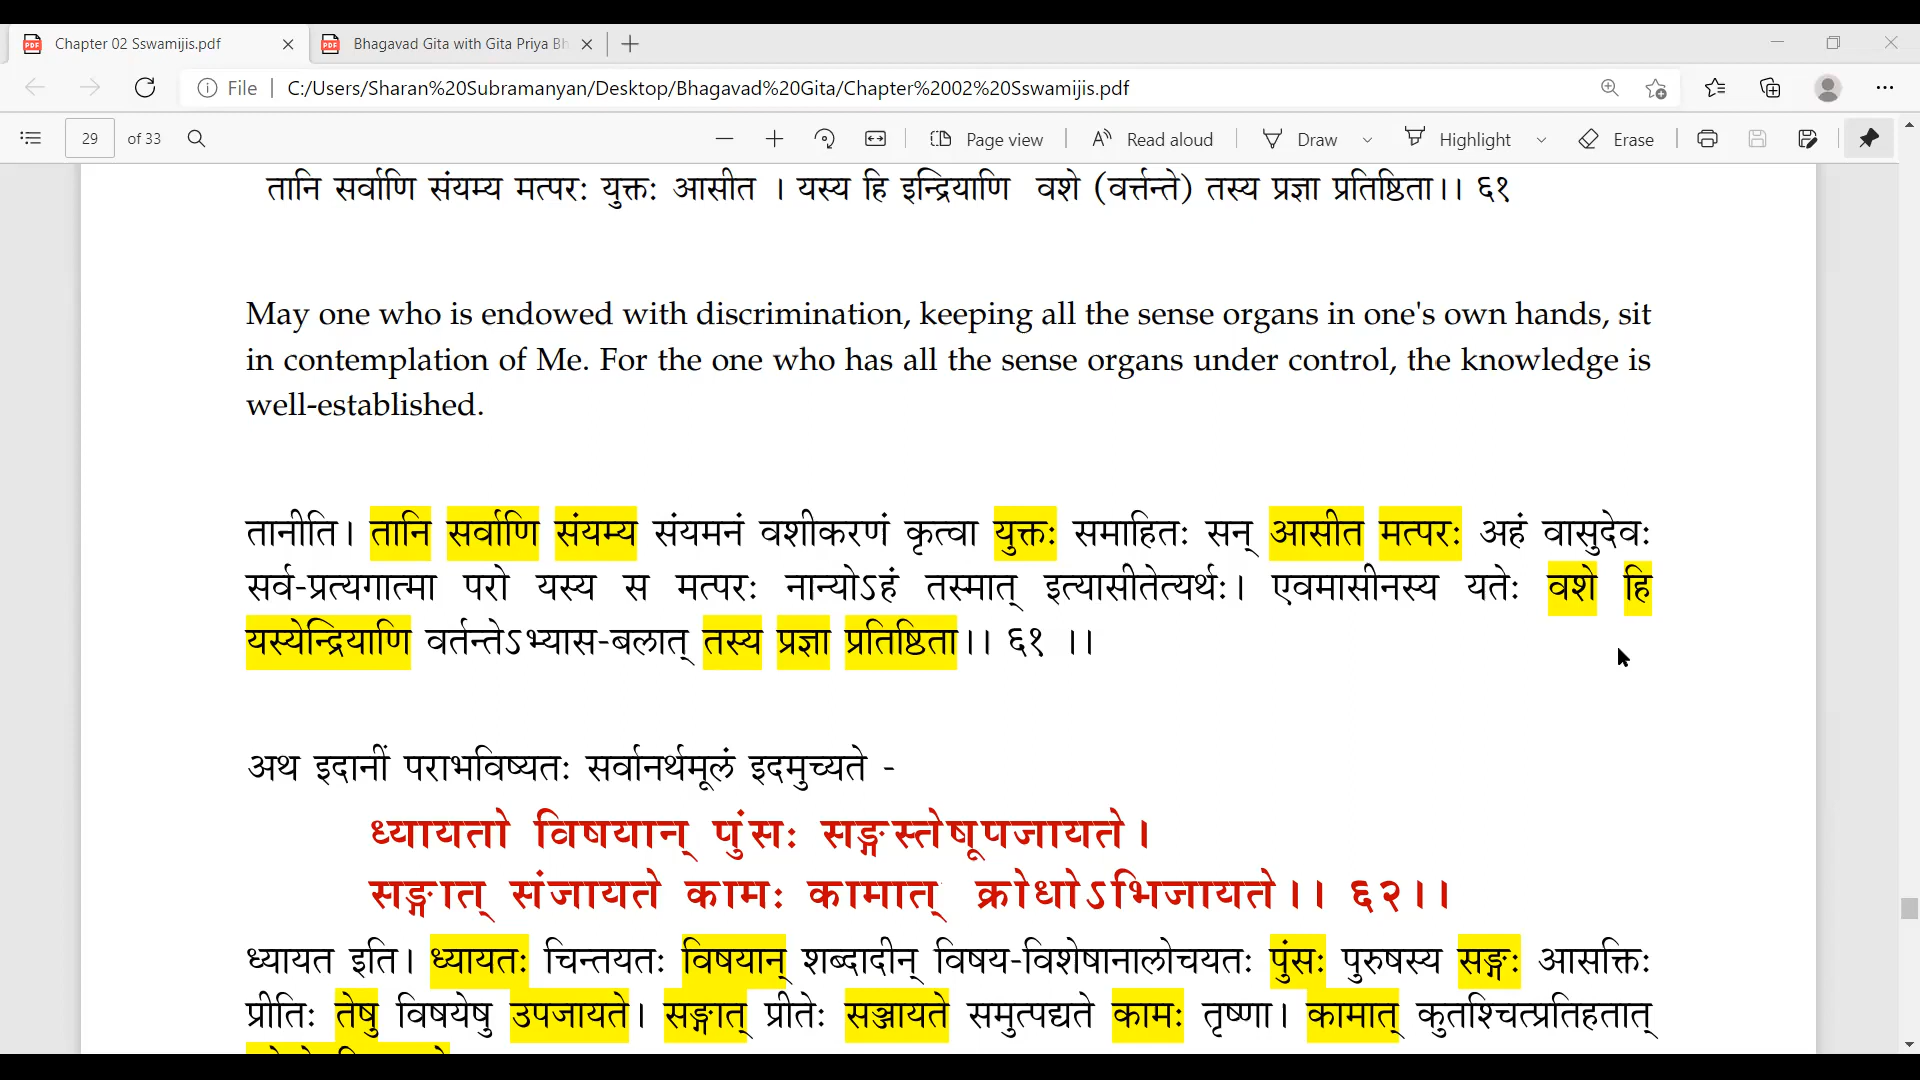 Chapter 02 Sswamijis.pdf
Bhagavad Gita with Gita Priya Bh
File
C:/Users/Sharan%20Subramanyan/Desktop/Bhagavad%20Gita/Chapter%2002%20Sswamijis.pdf
29 of 33
Page view
Read aloud
Draw
Highlight
Erase
तानि सर्वाणि संयम्य मत्परः युक्तः आसीत । यस्य हि इन्द्रियाणि वशे (वर्त्तन्ते) तस्य प्रज्ञा प्रतिष्ठिता।। ६१
May one who is endowed with discrimination, keeping all the sense organs in one's own hands, sit
in contemplation of Me. For the one who has all the sense organs under control, the knowledge is
well-established.
तानीति। तानि सर्वाणि संयम्य संयमनं वशीकरणं कृत्वा युक्तः समाहितः सन् आसीत मत्परः अहं वासुदेवः
सर्व-प्रत्यगात्मा परो यस्य स मत्परः नान्योऽहं तस्मात् इत्यासीतेत्यर्थः। एवमासीनस्य यतेः वशे हि
यस्येन्द्रियाणि वर्तन्तेऽभ्यास-बलात् तस्य प्रज्ञा प्रतिष्ठिता।। ६१ ।।
अथ इदानीं पराभविष्यतः सर्वानर्थमूलं इदमुच्यते -
ध्यायतो विषयान् पुंसः सङ्गस्तेषूपजायते।
सङ्गात् संजायते कामः कामात् क्रोधोऽभिजायते।। ६२।।
ध्यायत इति। ध्यायतः चिन्तयतः विषयान् शब्दादीन् विषय-विशेषानालोचयतः पुंसः पुरुषस्य सङ्गः आसक्तिः
प्रीतिः तेषु विषयेषु उपजायते। सङ्गात् प्रीतेः सञ्जायते समुत्पद्यते कामः तृष्णा। कामात् कुतश्चित्प्रतिहतात्